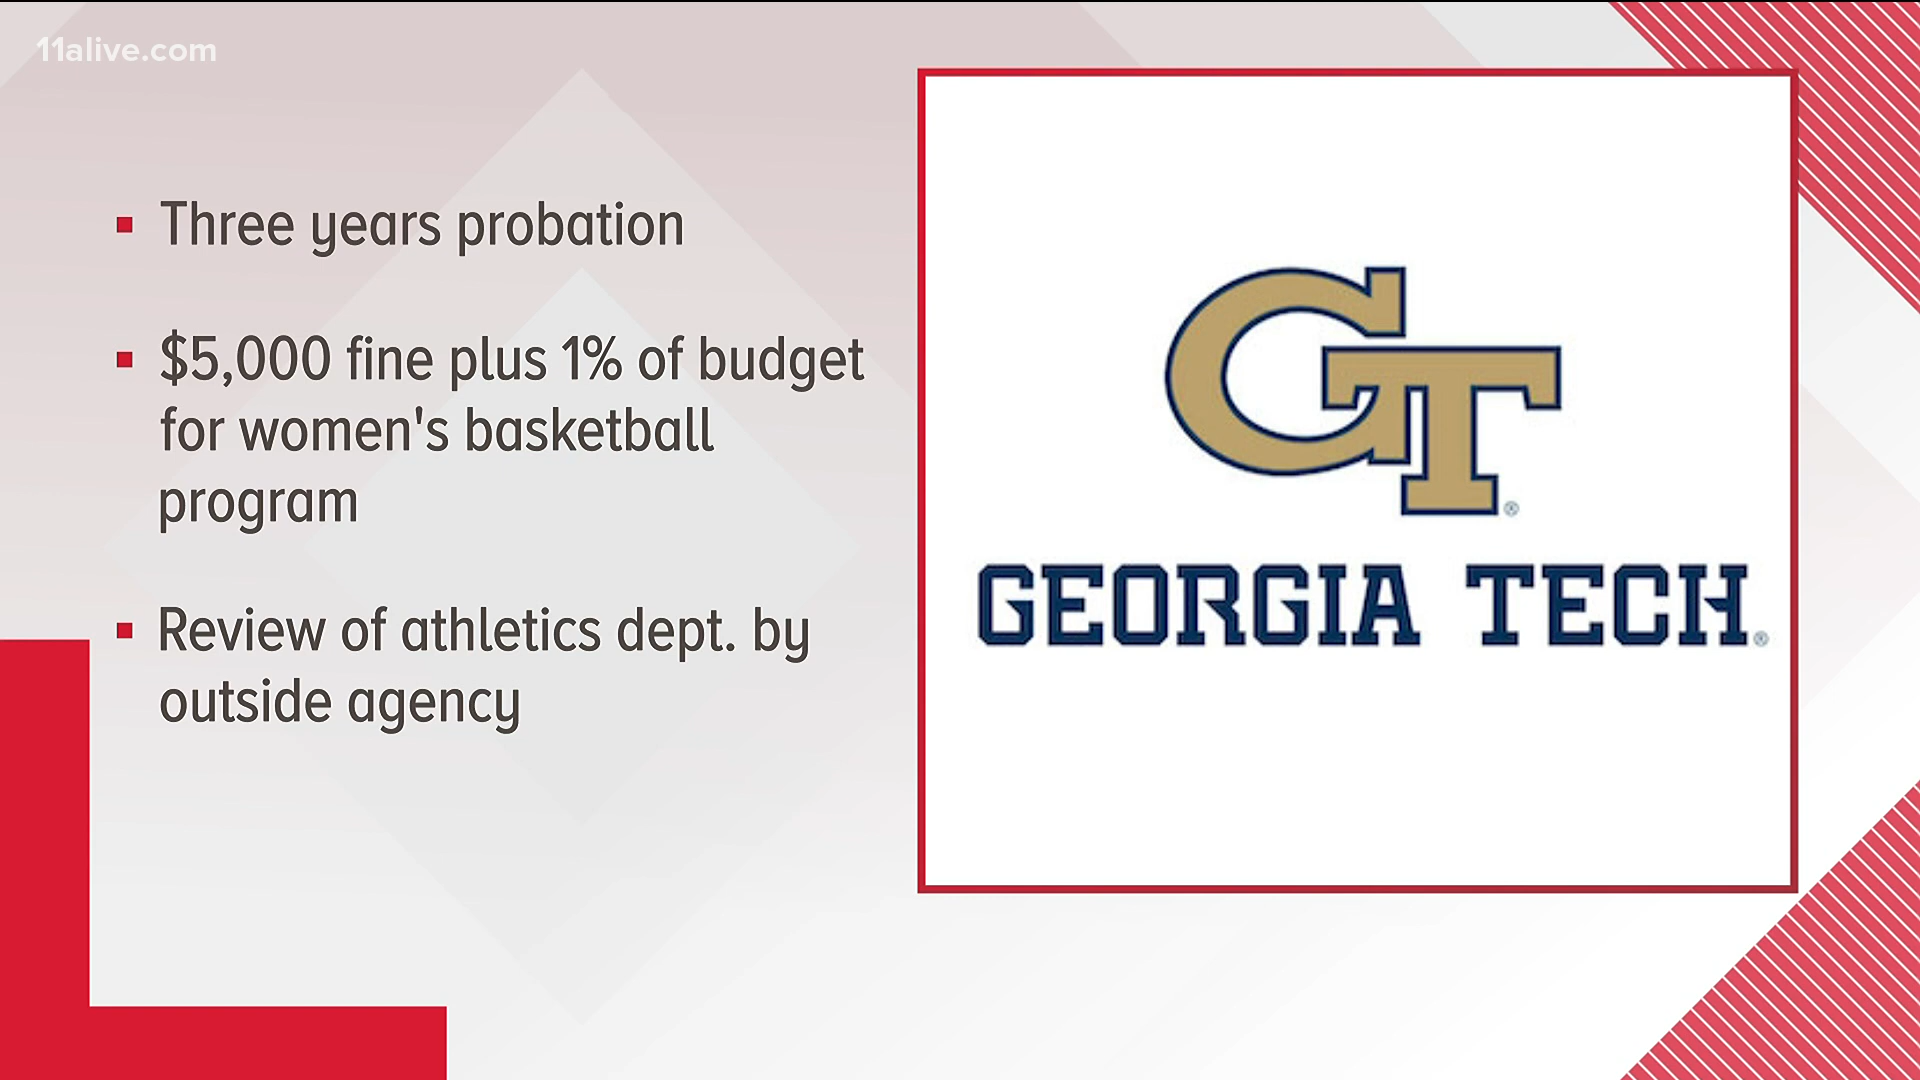 11alive.com
▪ Three years probation
▪ $5,000 fine plus 1% of budget
for women's basketball
program
▪ Review of athletics dept. by
outside agency
GT®
GEORGIA TECH®